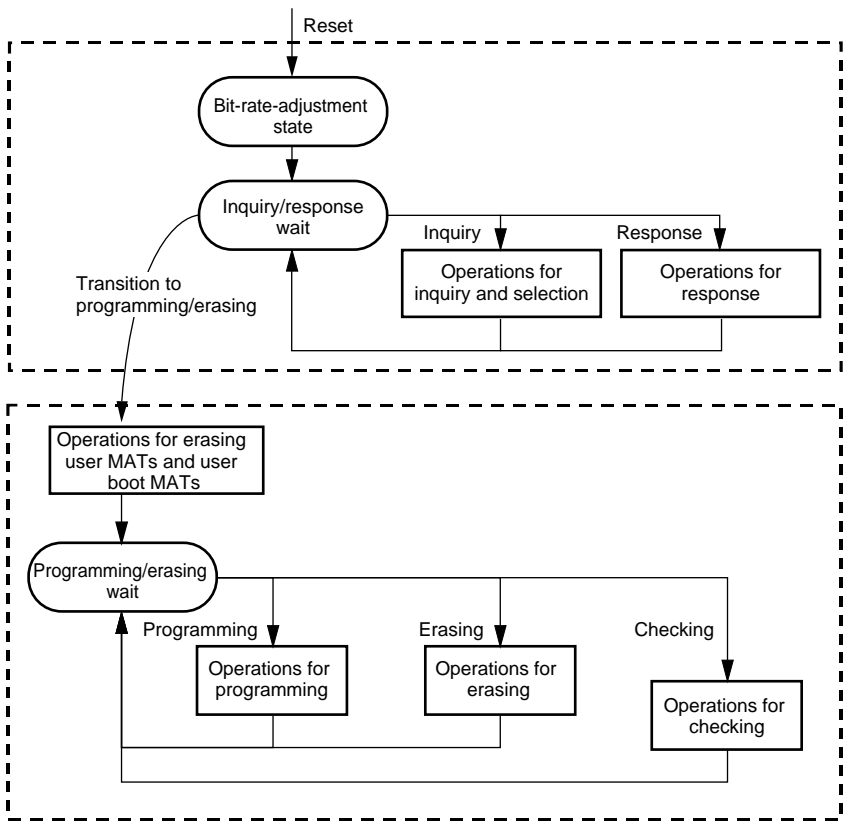 Reset
Bit-rate-adjustment
state
Inquiry/response
wait
Inquiry
Response
Operations for
inquiry and selection
Operations for
response
Transition to
programming/erasing
Operations for erasing
user MATs and user
boot MATs
Programming/erasing
wait
Programming
Erasing
Checking
Operations for
programming
Operations for
erasing
Operations for
checking